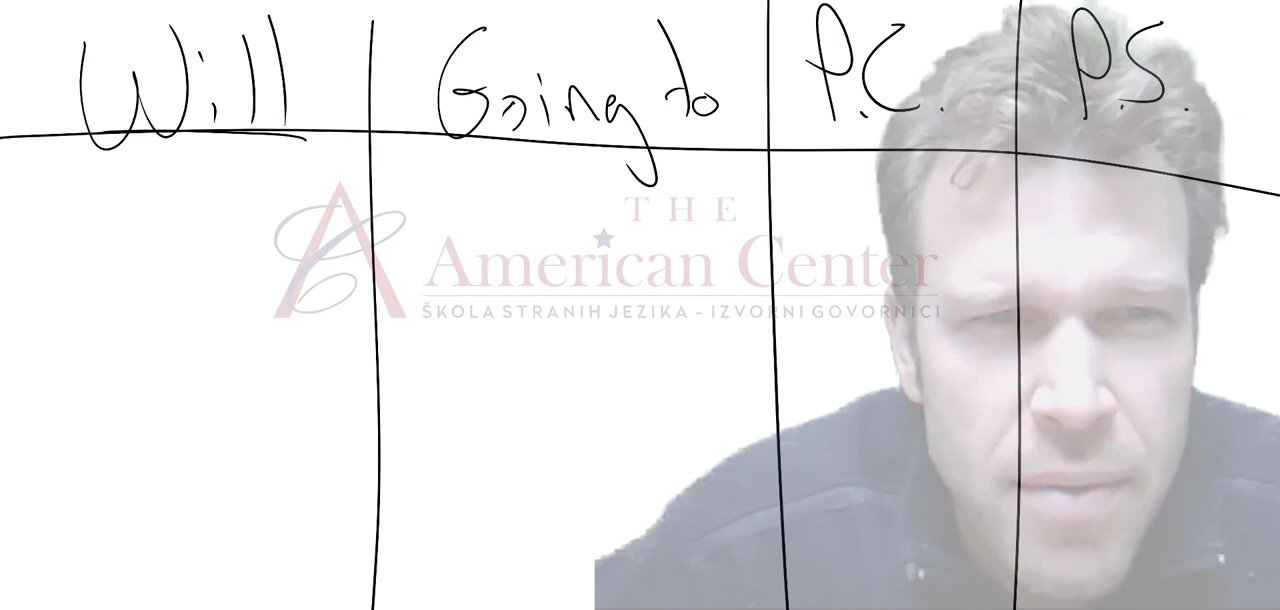 Will Going to P.C. P.S.
THE
American Center
ŠKOLA STRANIH JEZIKA - IZVORNI GOVORNICI